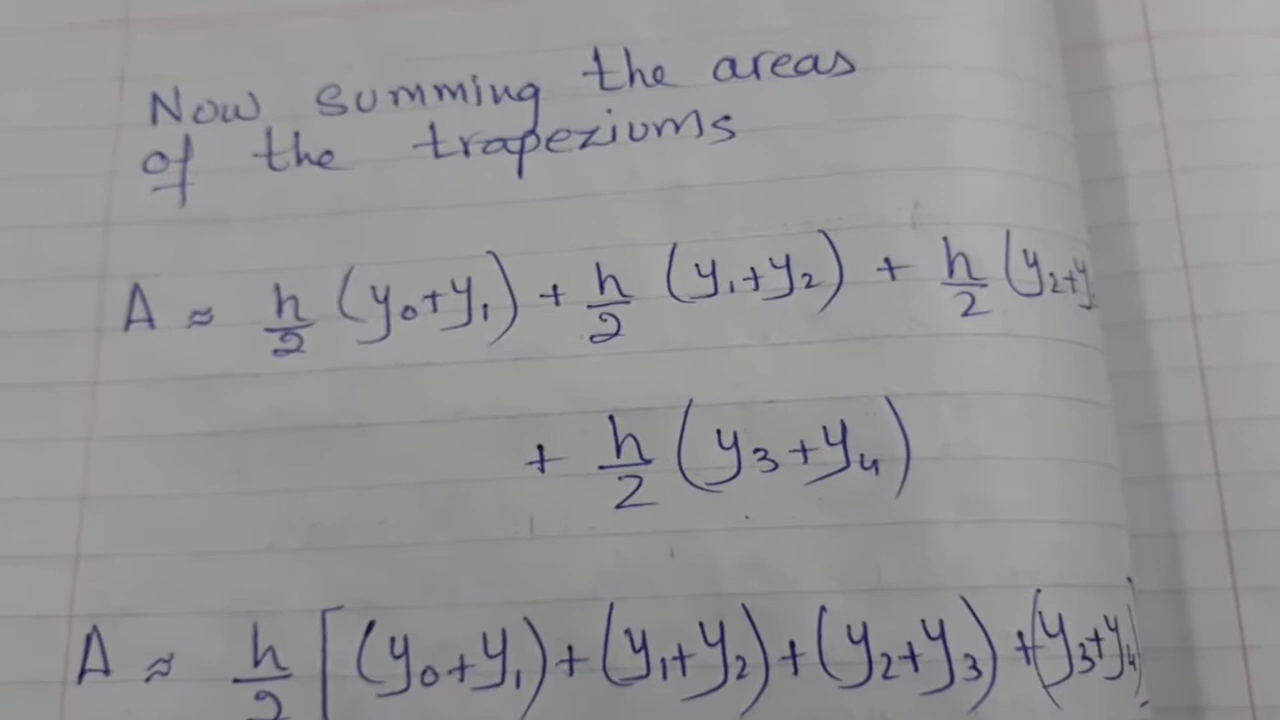 Now summing the areas
of the trapeziums
A ≈ h/2 (y₀+y₁) + h/2 (y₁+y₂) + h/2 (y₂+y
+ h/2 (y₃+y₄)
A ≈ h/2 [(y₀+y₁)+(y₁+y₂)+(y₂+y₃)+(y₃+y₄)